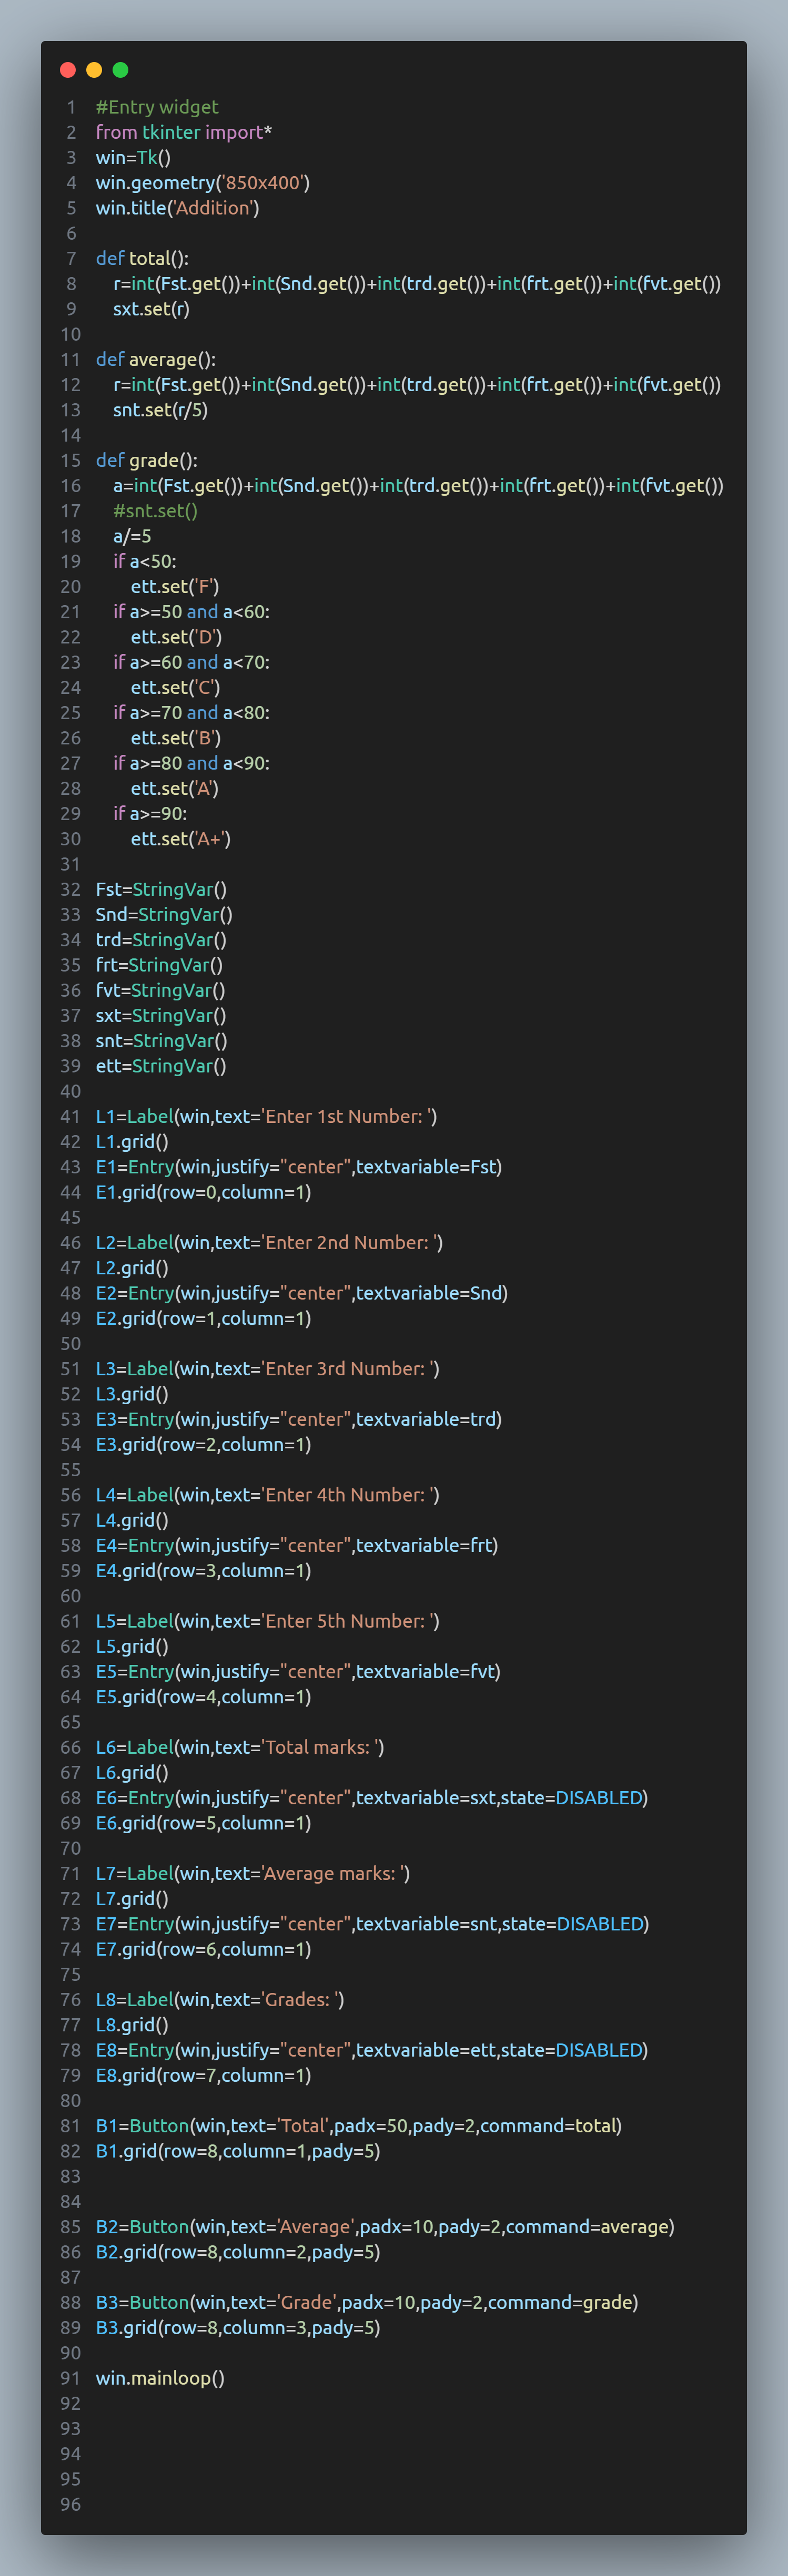 1 #Entry widget
2 from tkinter import*
3 win=Tk()
4 win.geometry('850x400')
5 win.title('Addition')
6
7 def total():
8     r=int(Fst.get())+int(Snd.get())+int(trd.get())+int(frt.get())+int(fvt.get())
9     sxt.set(r)
10
11 def average():
12     r=int(Fst.get())+int(Snd.get())+int(trd.get())+int(frt.get())+int(fvt.get())
13     snt.set(r/5)
14
15 def grade():
16     a=int(Fst.get())+int(Snd.get())+int(trd.get())+int(frt.get())+int(fvt.get())
17     #snt.set()
18     a/=5
19     if a<50:
20         ett.set('F')
21     if a>=50 and a<60:
22         ett.set('D')
23     if a>=60 and a<70:
24         ett.set('C')
25     if a>=70 and a<80:
26         ett.set('B')
27     if a>=80 and a<90:
28         ett.set('A')
29     if a>=90:
30         ett.set('A+')
31
32 Fst=StringVar()
33 Snd=StringVar()
34 trd=StringVar()
35 frt=StringVar()
36 fvt=StringVar()
37 sxt=StringVar()
38 snt=StringVar()
39 ett=StringVar()
40
41 L1=Label(win,text='Enter 1st Number: ')
42 L1.grid()
43 E1=Entry(win,justify="center",textvariable=Fst)
44 E1.grid(row=0,column=1)
45
46 L2=Label(win,text='Enter 2nd Number: ')
47 L2.grid()
48 E2=Entry(win,justify="center",textvariable=Snd)
49 E2.grid(row=1,column=1)
50
51 L3=Label(win,text='Enter 3rd Number: ')
52 L3.grid()
53 E3=Entry(win,justify="center",textvariable=trd)
54 E3.grid(row=2,column=1)
55
56 L4=Label(win,text='Enter 4th Number: ')
57 L4.grid()
58 E4=Entry(win,justify="center",textvariable=frt)
59 E4.grid(row=3,column=1)
60
61 L5=Label(win,text='Enter 5th Number: ')
62 L5.grid()
63 E5=Entry(win,justify="center",textvariable=fvt)
64 E5.grid(row=4,column=1)
65
66 L6=Label(win,text='Total marks: ')
67 L6.grid()
68 E6=Entry(win,justify="center",textvariable=sxt,state=DISABLED)
69 E6.grid(row=5,column=1)
70
71 L7=Label(win,text='Average marks: ')
72 L7.grid()
73 E7=Entry(win,justify="center",textvariable=snt,state=DISABLED)
74 E7.grid(row=6,column=1)
75
76 L8=Label(win,text='Grades: ')
77 L8.grid()
78 E8=Entry(win,justify="center",textvariable=ett,state=DISABLED)
79 E8.grid(row=7,column=1)
80
81 B1=Button(win,text='Total',padx=50,pady=2,command=total)
82 B1.grid(row=8,column=1,pady=5)
83
84
85 B2=Button(win,text='Average',padx=10,pady=2,command=average)
86 B2.grid(row=8,column=2,pady=5)
87
88 B3=Button(win,text='Grade',padx=10,pady=2,command=grade)
89 B3.grid(row=8,column=3,pady=5)
90
91 win.mainloop()
92
93
94
95
96